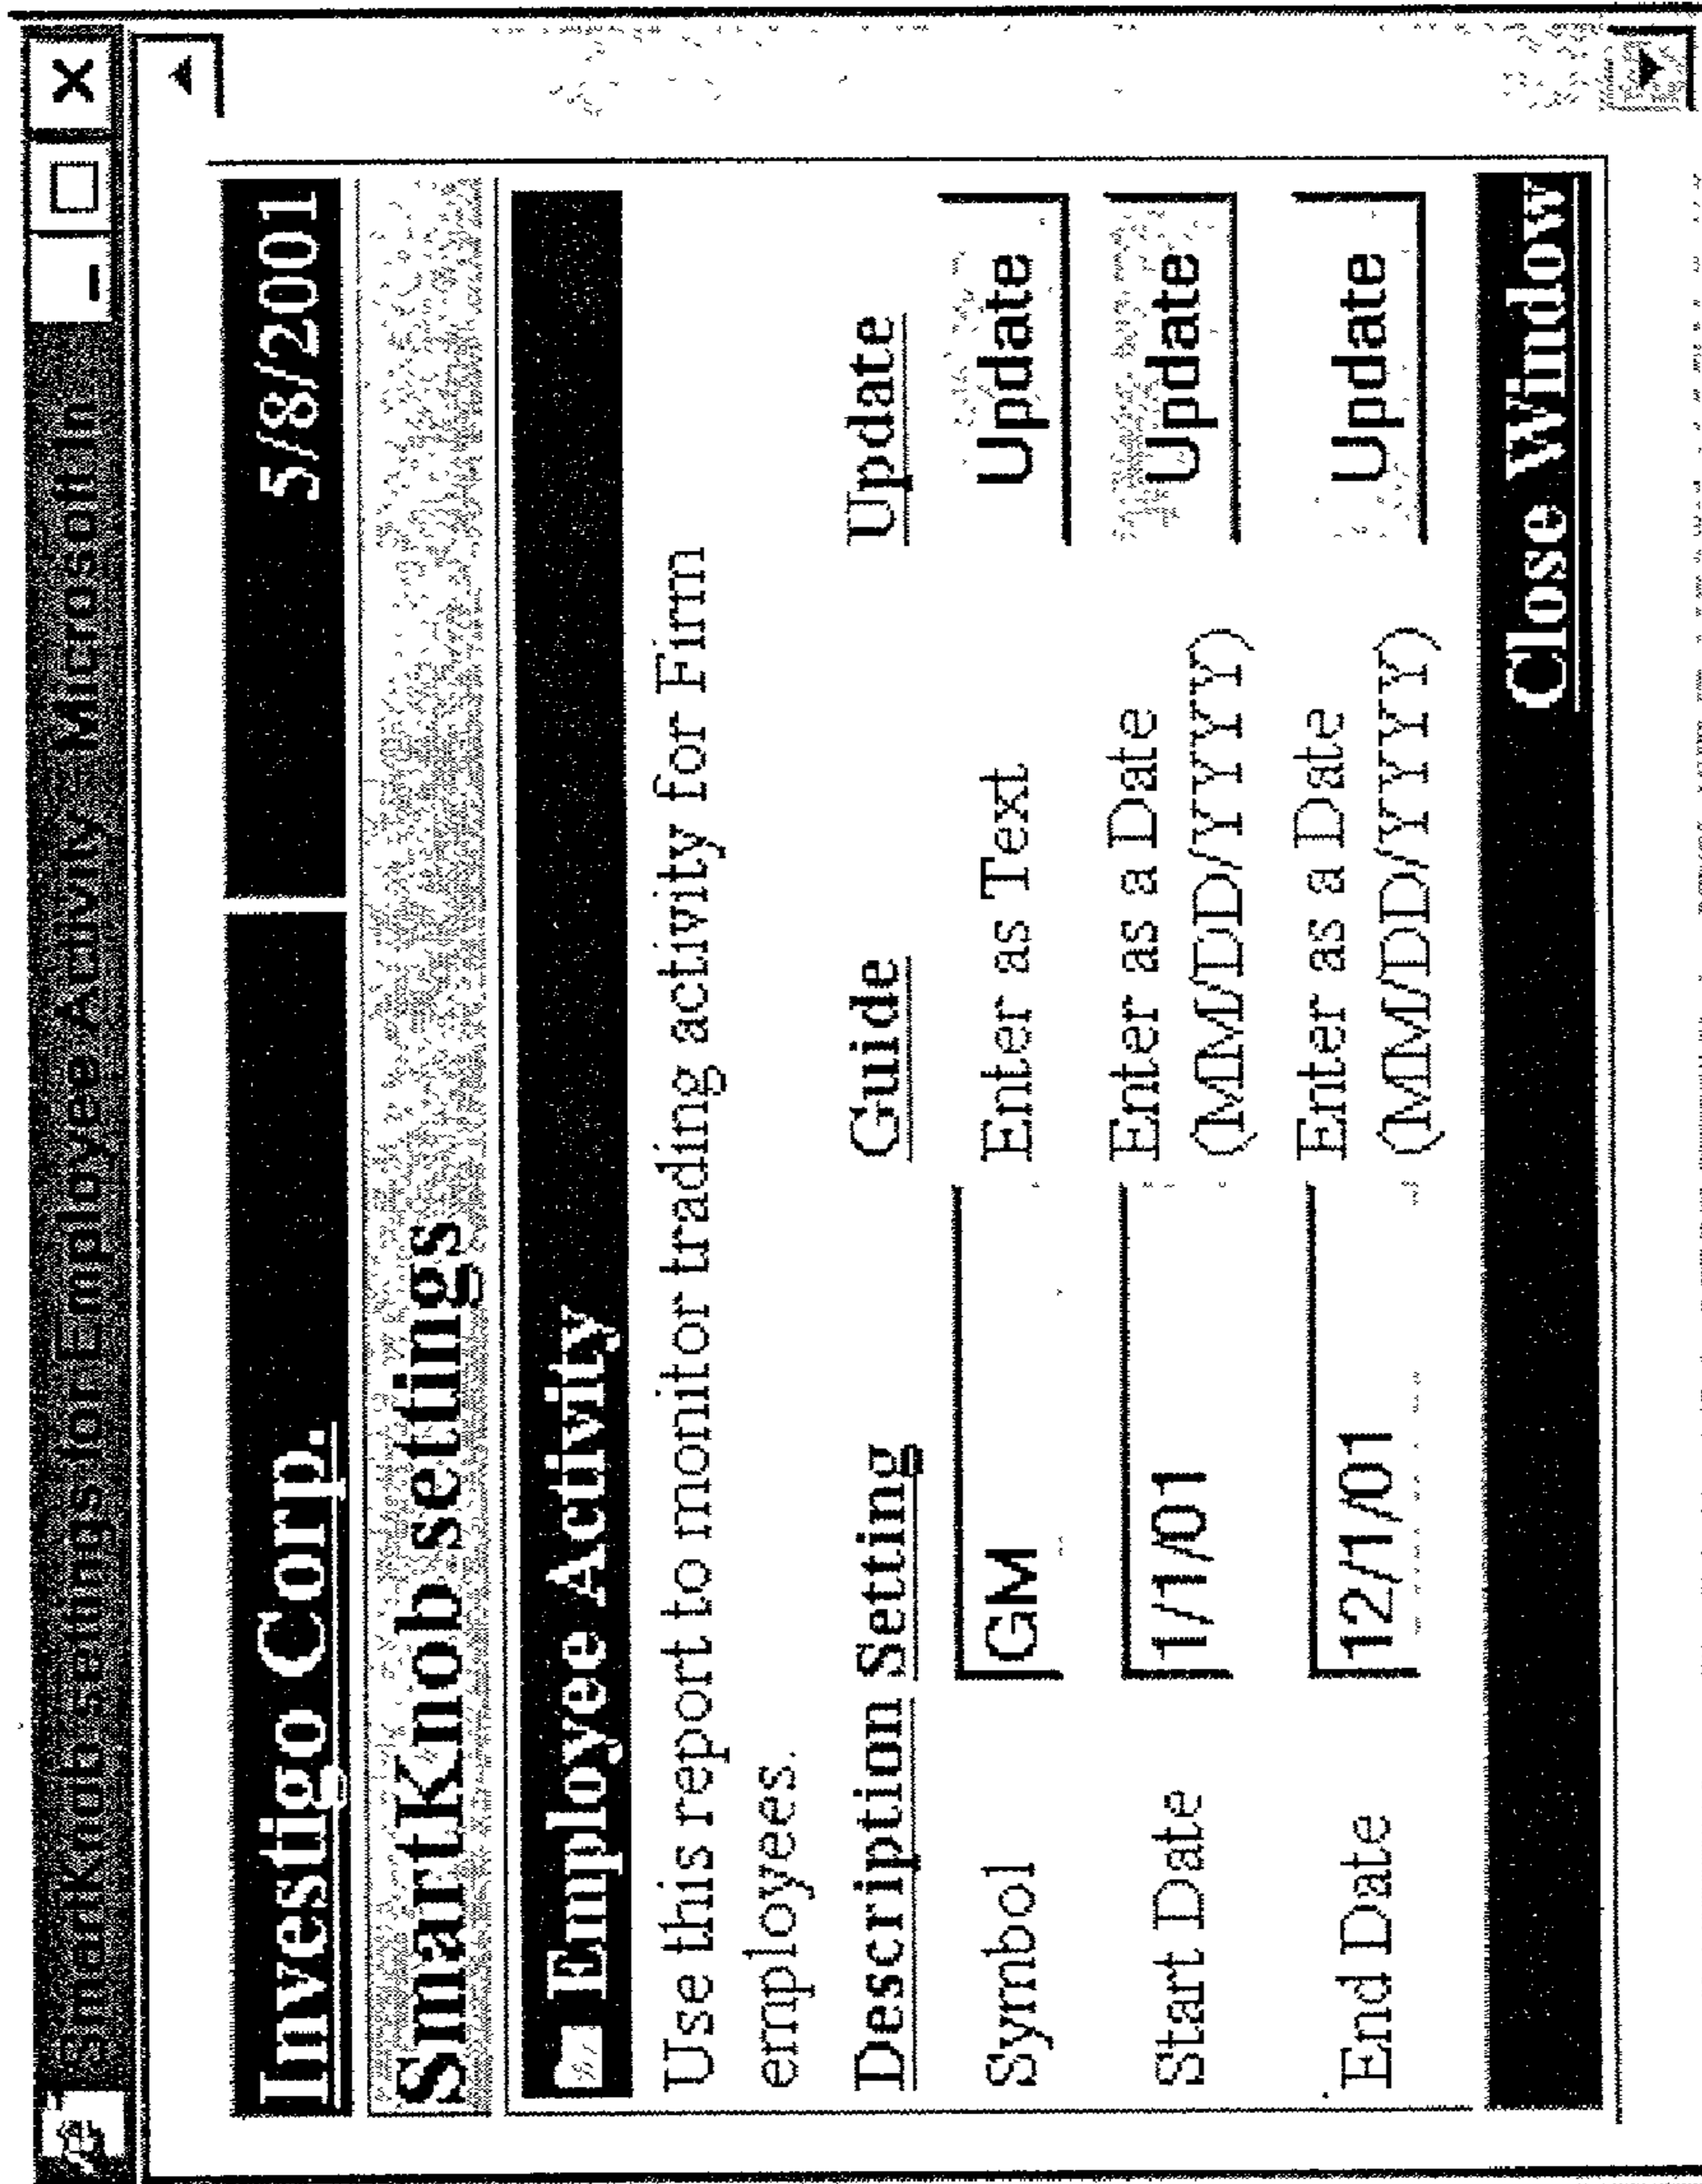 SmartKnob settings for Employee Activity - Microsoft In
Investigo Corp. 5/8/2001
SmartKnob settings
Employee Activity
Use this report to monitor trading activity for Firm
employees.
Description Setting Guide Update
Symbol GM Enter as Text Update
Start Date 1/1/01 Enter as a Date Update
(MM/DD/YYYY)
End Date 12/1/01 Enter as a Date Update
(MM/DD/YYYY)
Close Window